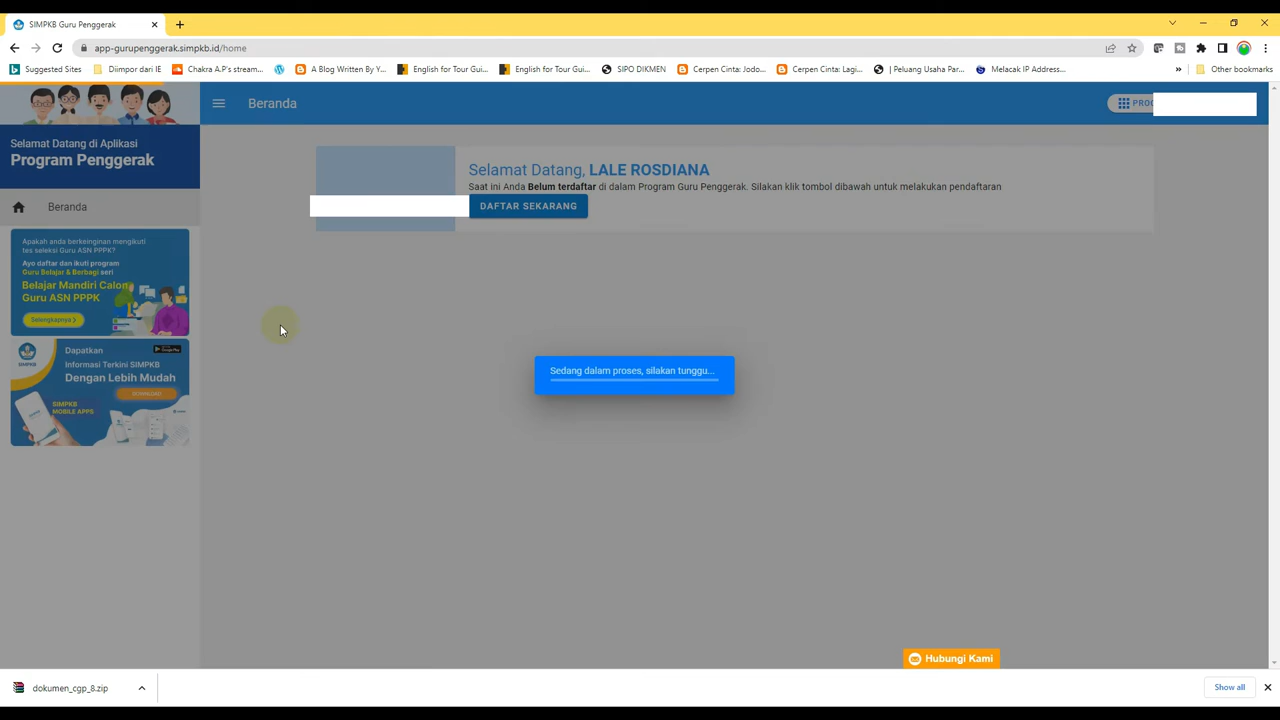 SIMPKB Guru Penggerak
app-gurupenggerak.simpkb.id/home
Suggested Sites
Diimpor dari IE
Chakra A.P's stream...
A Blog Written By Y...
English for Tour Gui...
English for Tour Gui...
SIPO DIKMEN
Cerpen Cinta: Jodo...
Cerpen Cinta: Lagi...
| Peluang Usaha Par...
Melacak IP Address...
»
Other bookmarks
Beranda
PROG
Selamat Datang di Aplikasi
Program Penggerak
Beranda
Selamat Datang, LALE ROSDIANA
Saat ini Anda Belum terdaftar di dalam Program Guru Penggerak. Silakan klik tombol dibawah untuk melakukan pendaftaran
DAFTAR SEKARANG
Apakah anda berkeinginan mengikuti
tes seleksi Guru ASN PPPK?
Ayo daftar dan ikuti program
Guru Belajar & Berbagi seri
Belajar Mandiri Calon
Guru ASN PPPK
Selengkapnya
SIMPKB
Dapatkan
Informasi Terkini SIMPKB
Dengan Lebih Mudah
DOWNLOAD
SIMPKB
MOBILE APPS
Sedang dalam proses, silakan tunggu...
Hubungi Kami
dokumen_cgp_8.zip
Show all